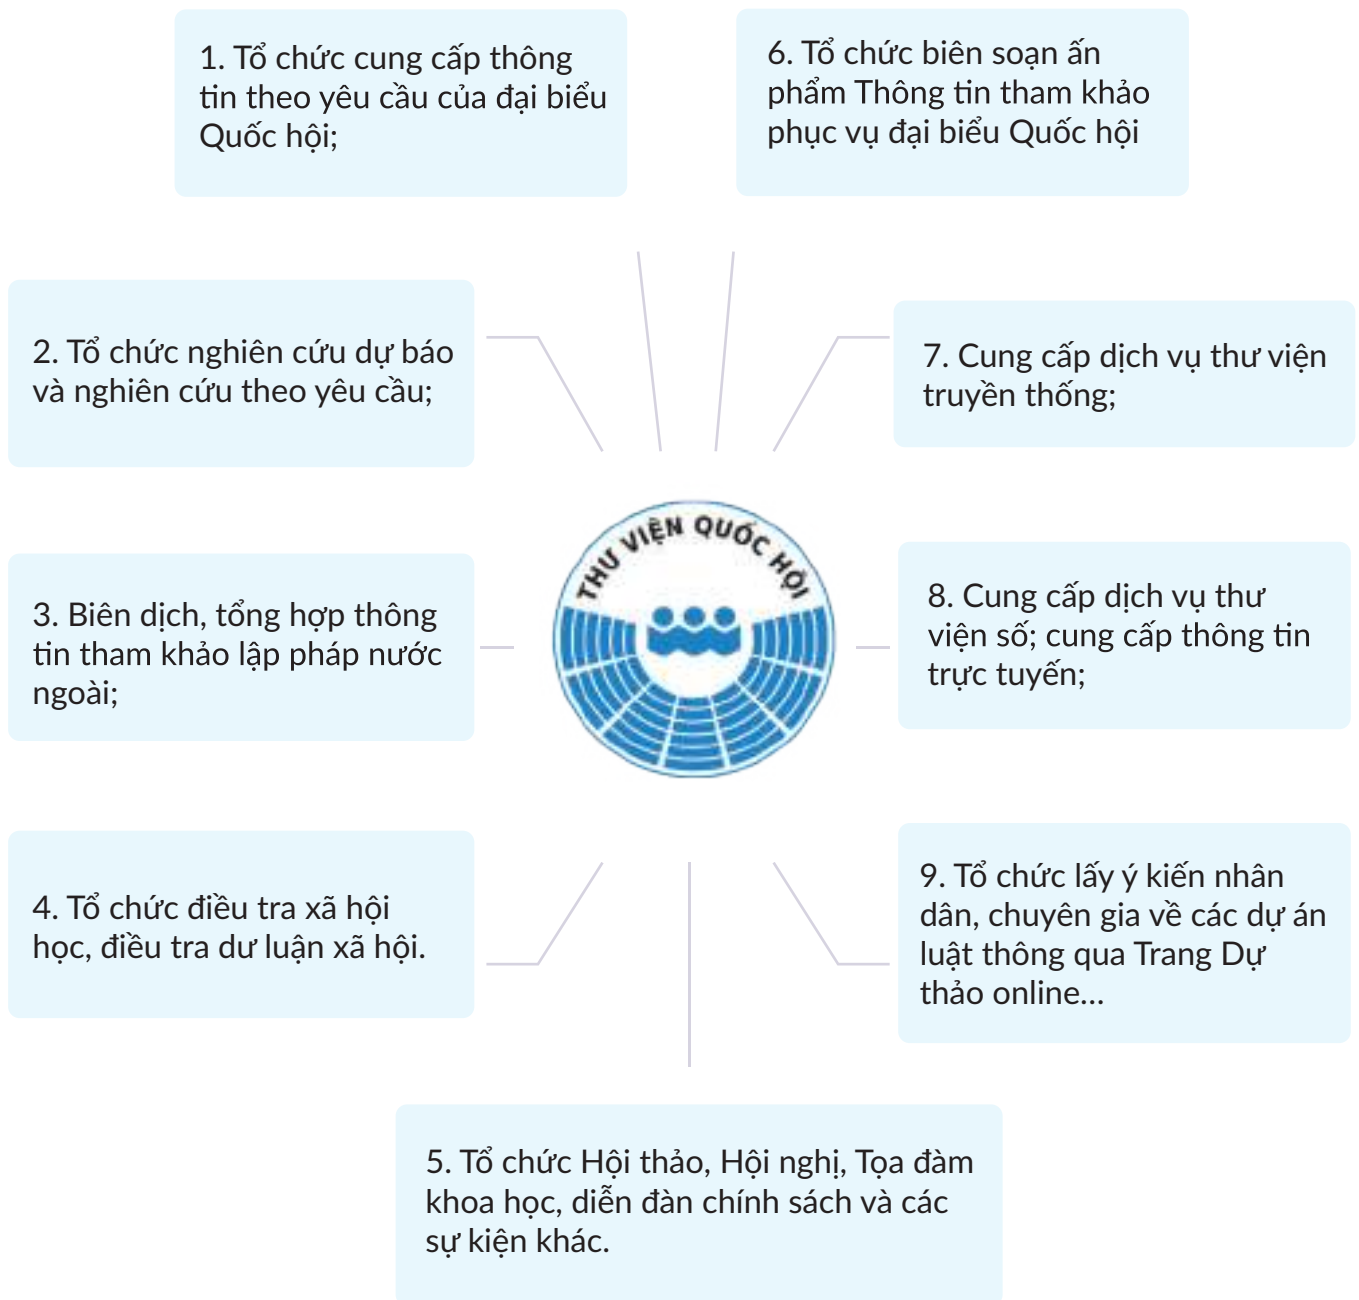 1. Tổ chức cung cấp thông
tin theo yêu cầu của đại biểu
Quốc hội;
6. Tổ chức biên soạn ấn
phẩm Thông tin tham khảo
phục vụ đại biểu Quốc hội
2. Tổ chức nghiên cứu dự báo
và nghiên cứu theo yêu cầu;
7. Cung cấp dịch vụ thư viện
truyền thống;
THƯ VIỆN QUỐC HỘI
3. Biên dịch, tổng hợp thông
tin tham khảo lập pháp nước
ngoài;
8. Cung cấp dịch vụ thư
viện số; cung cấp thông tin
trực tuyến;
4. Tổ chức điều tra xã hội
học, điều tra dư luận xã hội.
9. Tổ chức lấy ý kiến nhân
dân, chuyên gia về các dự án
luật thông qua Trang Dự
thảo online...
5. Tổ chức Hội thảo, Hội nghị, Tọa đàm
khoa học, diễn đàn chính sách và các
sự kiện khác.